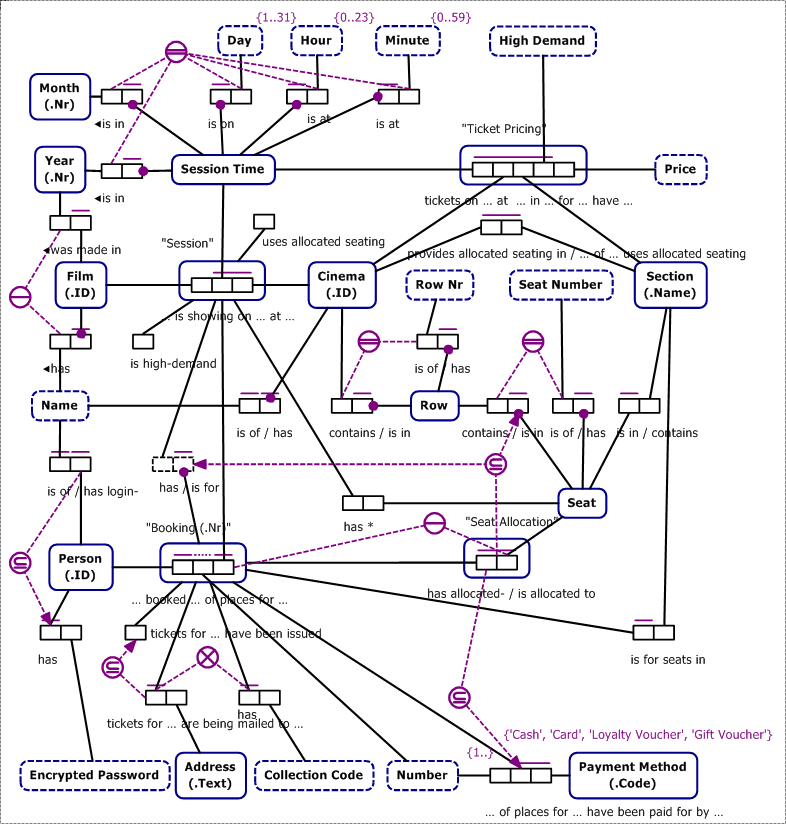 {1..31} {0..23} {0..59}
Day Hour Minute High Demand
Month
(.Nr)
◄is in is on is at is at
"Ticket Pricing"
Year
(.Nr)
Session Time Price
◄is in
tickets on ... at ... in ... for ... have ...
"Session" uses allocated seating
◄was made in
provides allocated seating in / ... of ... uses allocated seating
Film
(.ID)
Cinema
(.ID)
Row Nr Seat Number
Section
(.Name)
... is showing on ... at ...
is high-demand
◄has
is of / has
Name Row
is of / has contains / is in contains / is in is of / has is in / contains
is of / has login-
has / is for
Seat
has *
"Booking (.Nr)" "Seat Allocation"
Person
(.ID)
... booked ... of places for ...
has allocated- / is allocated to
has
tickets for ... have been issued
is for seats in
has
tickets for ... are being mailed to ...
{'Cash', 'Card', 'Loyalty Voucher', 'Gift Voucher'}
{1..}
Encrypted Password
Address
(.Text)
Collection Code Number
Payment Method
(.Code)
... of places for ... have been paid for by ...